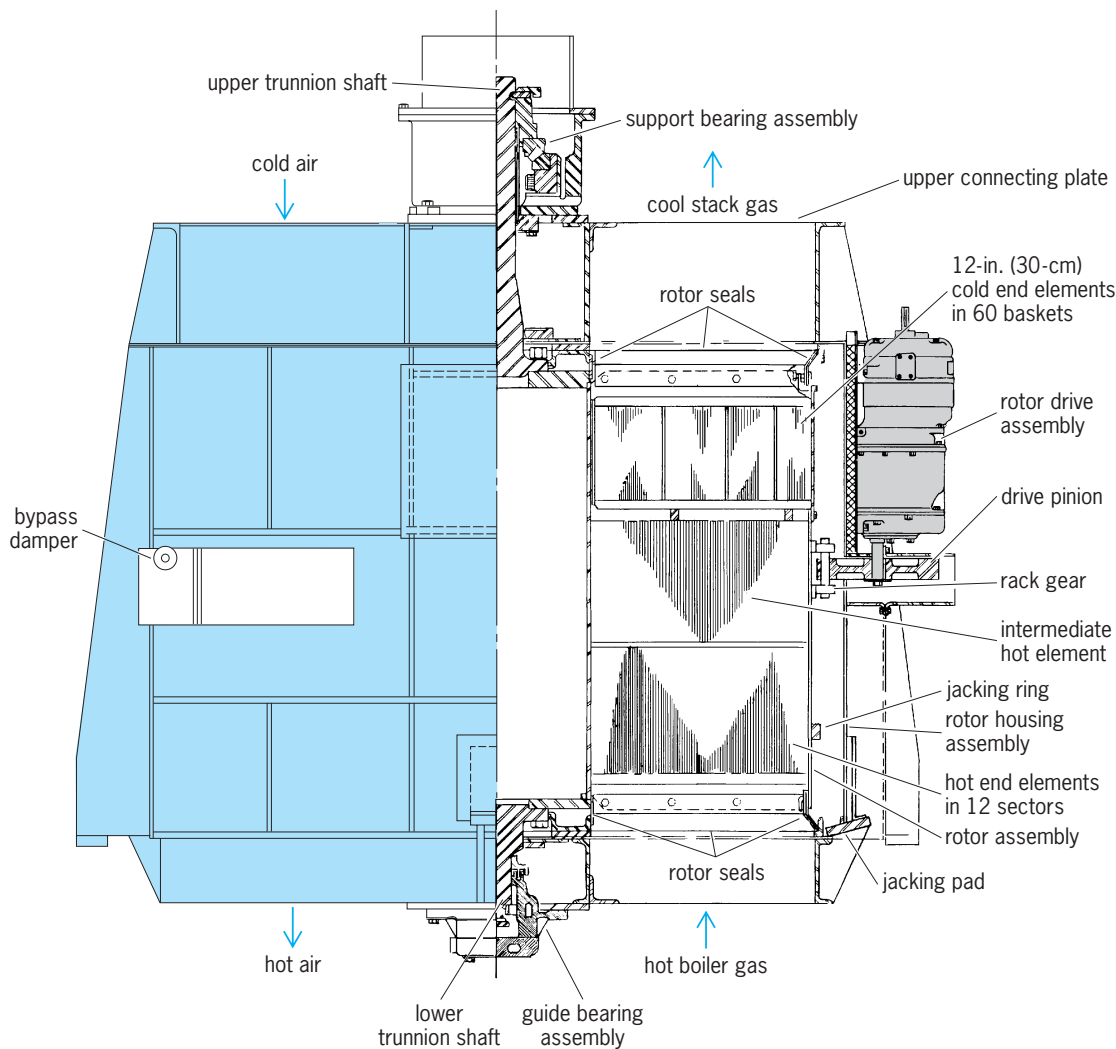 upper trunnion shaft
support bearing assembly
cold air
cool stack gas
upper connecting plate
12-in. (30-cm)
cold end elements
in 60 baskets
rotor seals
rotor drive
assembly
drive pinion
bypass
damper
rack gear
intermediate
hot element
jacking ring
rotor housing
assembly
hot end elements
in 12 sectors
rotor assembly
rotor seals
jacking pad
hot air
hot boiler gas
lower
trunnion shaft
guide bearing
assembly